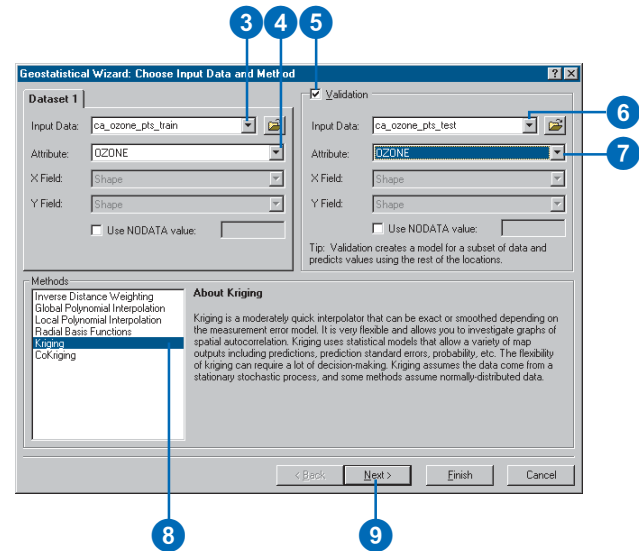 3 4 5
Geostatistical Wizard: Choose Input Data and Method
Dataset 1
Input Data: ca_ozone_pts_train
Attribute: OZONE
X Field: Shape
Y Field: Shape
Use NODATA value:
Validation
Input Data: ca_ozone_pts_test
6
Attribute: OZONE
7
X Field: Shape
Y Field: Shape
Use NODATA value:
Tip: Validation creates a model for a subset of data and
predicts values using the rest of the locations.
Methods
Inverse Distance Weighting
Global Polynomial Interpolation
Local Polynomial Interpolation
Radial Basis Functions
Kriging
CoKriging
About Kriging
Kriging is a moderately quick interpolator that can be exact or smoothed depending on
the measurement error model. It is very flexible and allows you to investigate graphs of
spatial autocorrelation. Kriging uses statistical models that allow a variety of map
outputs including predictions, prediction standard errors, probability, etc. The flexibility
of kriging can require a lot of decision-making. Kriging assumes the data come from a
stationary stochastic process, and some methods assume normally-distributed data.
< Back Next > Finish Cancel
8 9